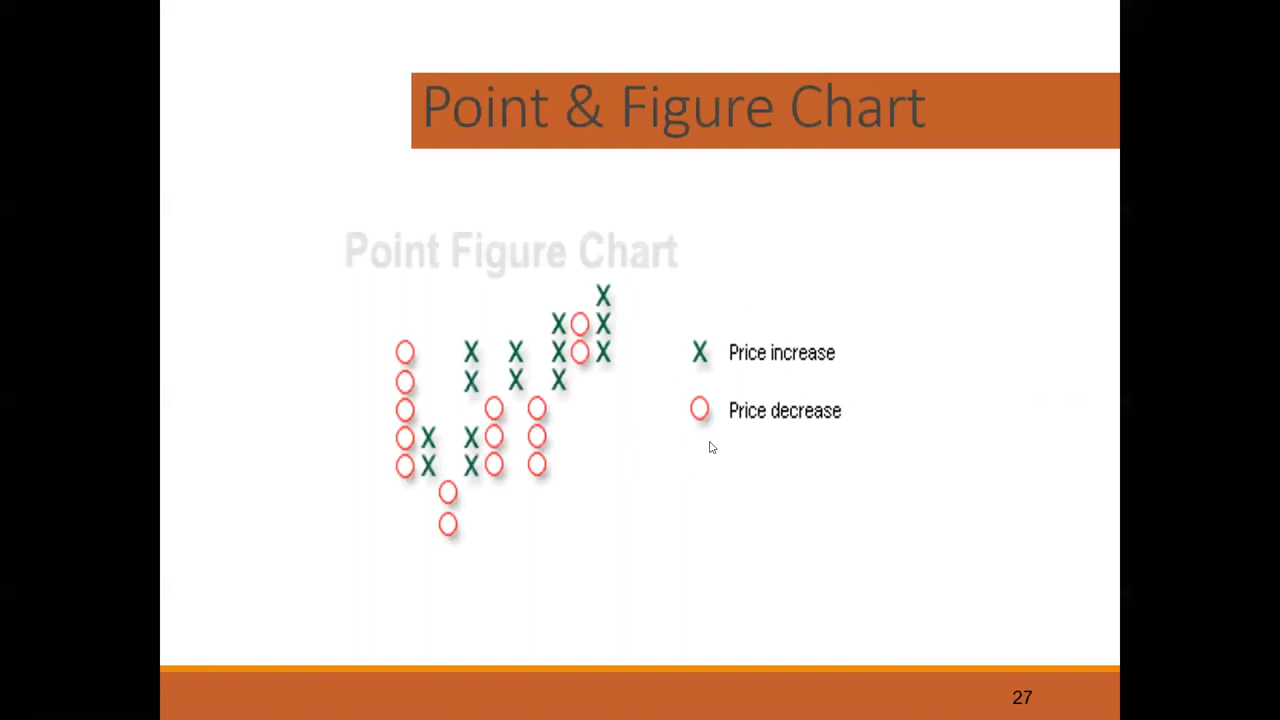 Point & Figure Chart
Point Figure Chart
X Price increase
O Price decrease
27